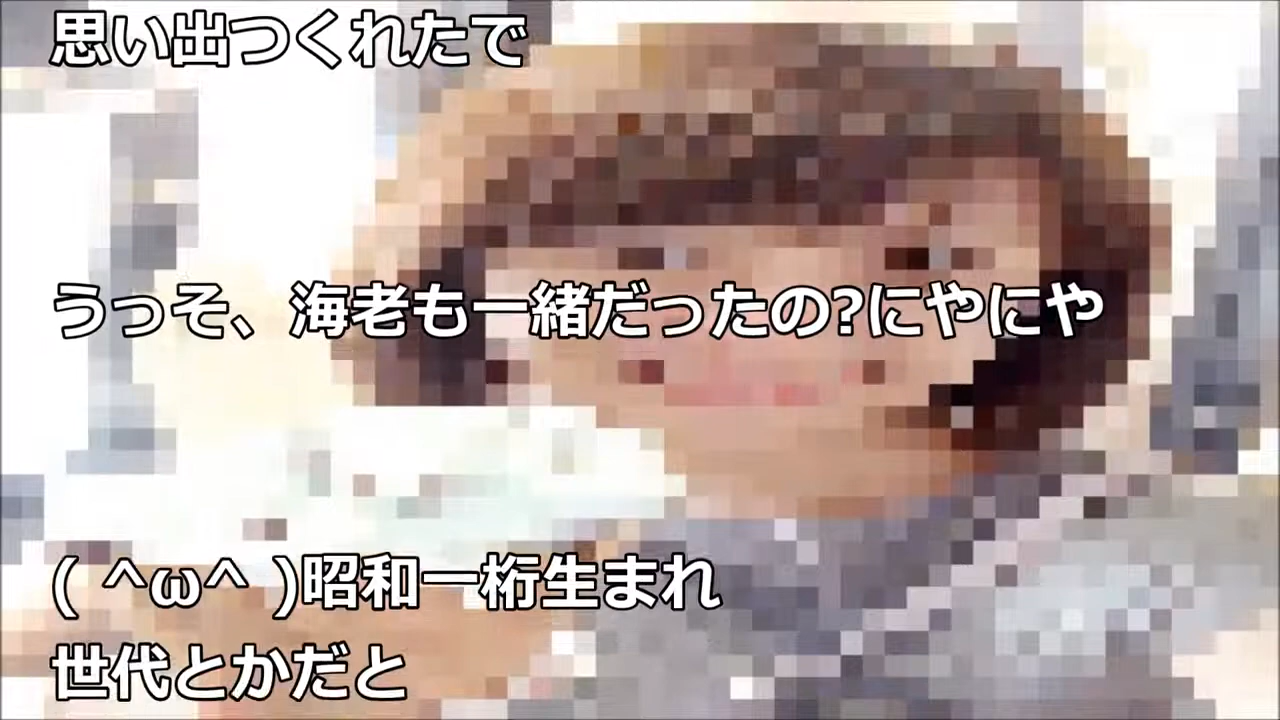 思い出つくれたで
うっそ、海老も一緒だったの?にやにや
( ^ω^ )昭和一桁生まれ
世代とかだと